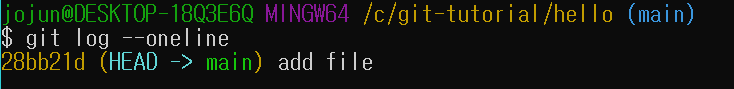 jojun@DESKTOP-18Q3E6Q MINGW64 /c/git-tutorial/hello (main)
$ git log --oneline
28bb21d (HEAD -> main) add file